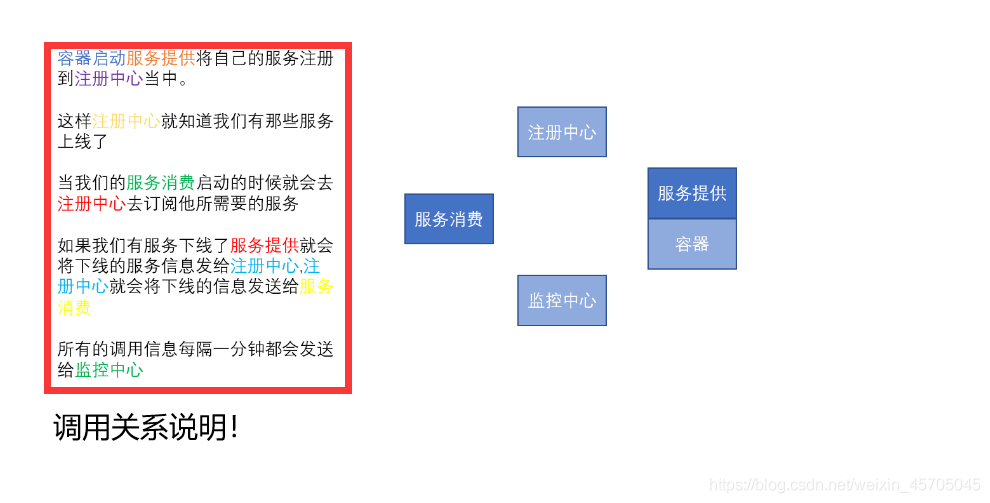 容器启动服务提供将自己的服务注册
到注册中心当中。
这样注册中心就知道我们有那些服务
上线了
当我们的服务消费启动的时候就会去
注册中心去订阅他所需要的服务
如果我们有服务下线了服务提供就会
将下线的服务信息发给注册中心,注
册中心就会将下线的信息发送给服务
消费
所有的调用信息每隔一分钟都会发送
给监控中心
调用关系说明！
注册中心
服务提供
服务消费
容器
监控中心
https://blog.csdn.net/weixin_45705045